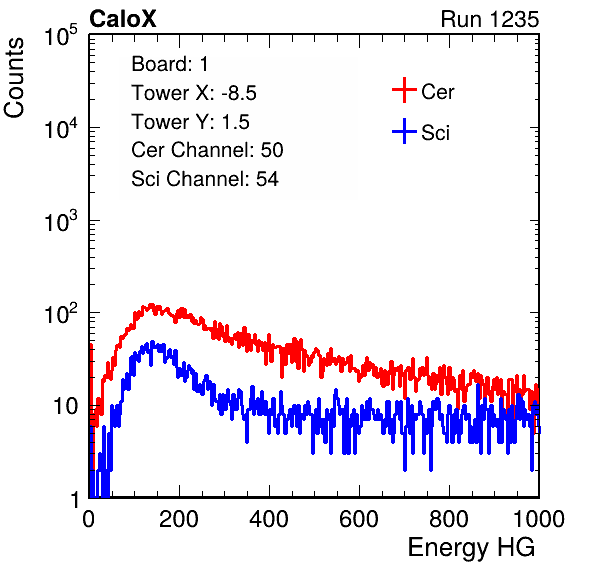 CaloX Run 1235
Counts
Board: 1
Tower X: -8.5
Tower Y: 1.5
Cer Channel: 50
Sci Channel: 54
Cer
Sci
10^5
10^4
10^3
10^2
10
1
0 200 400 600 800 1000
Energy HG